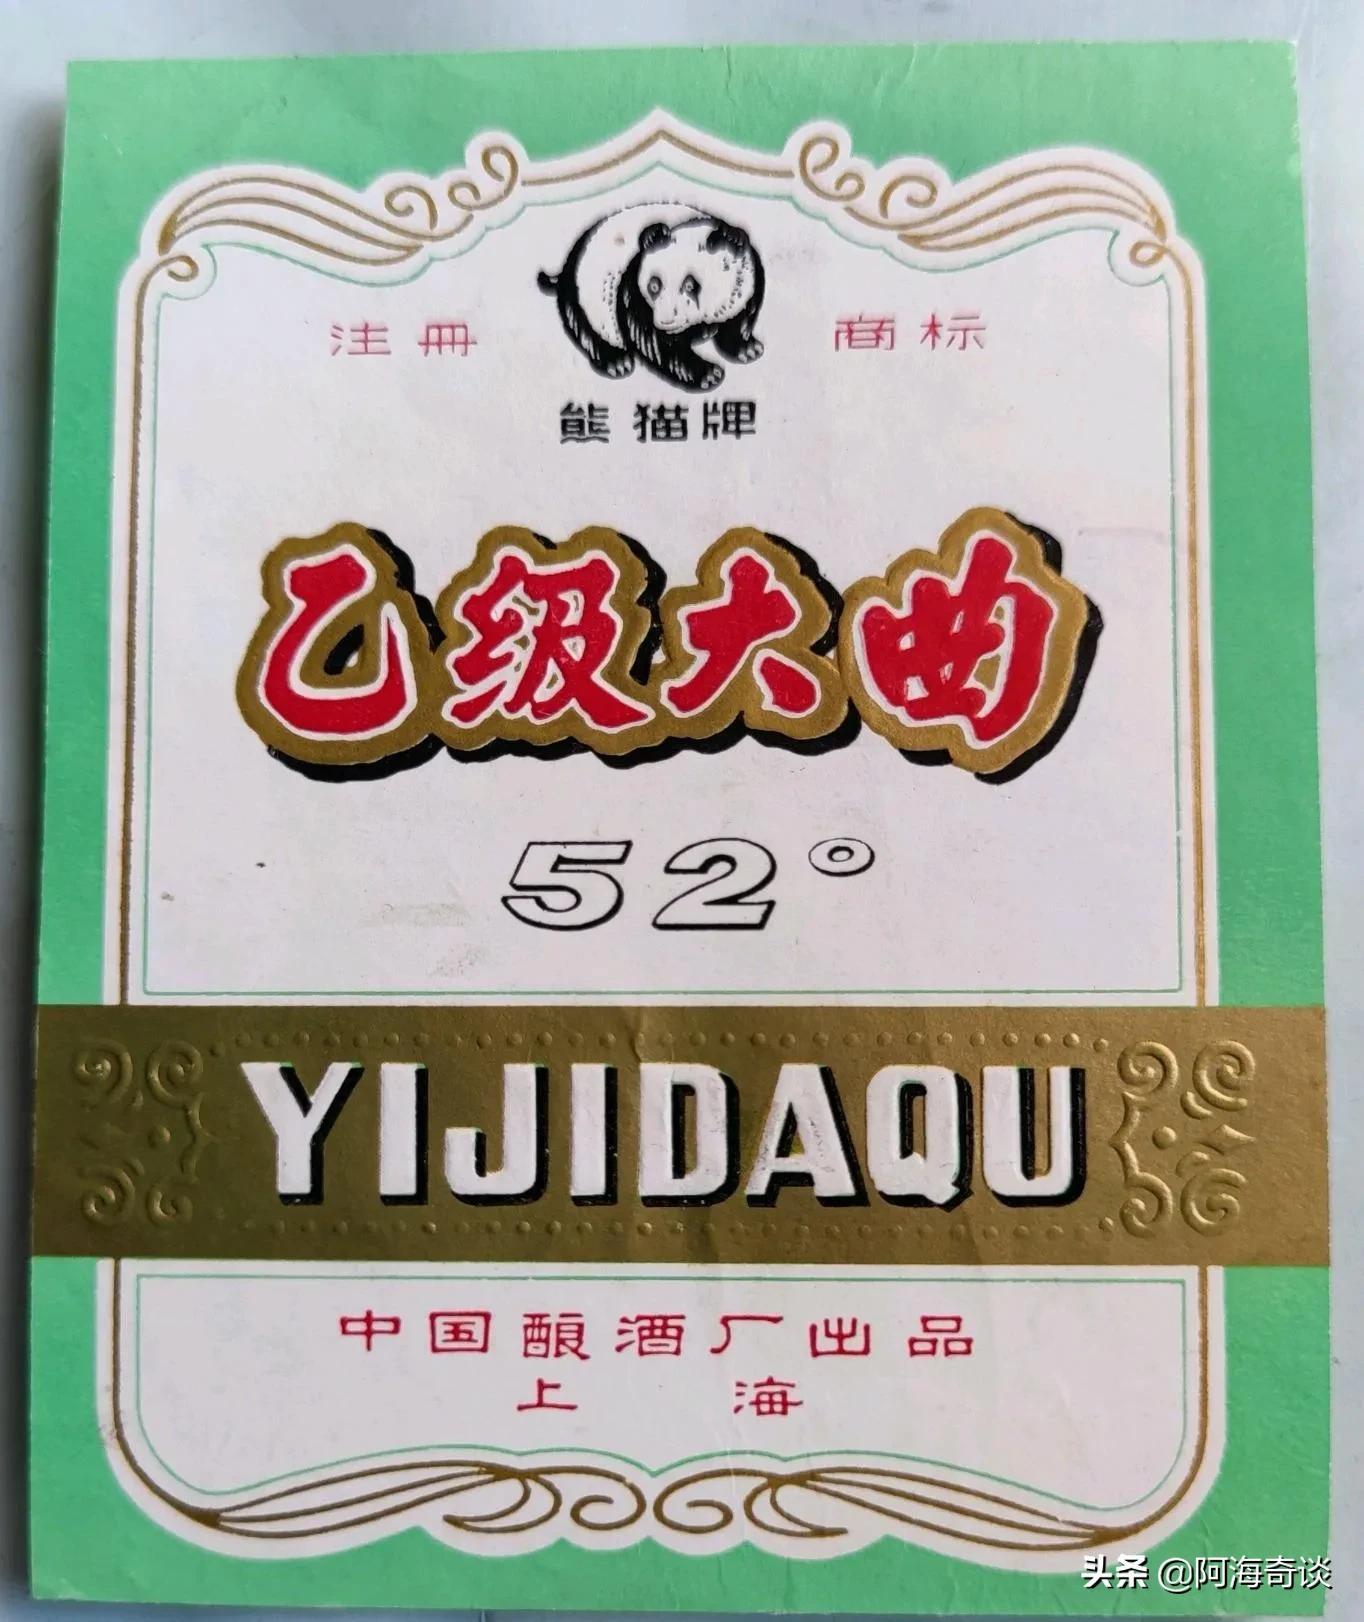 注册 商标
熊猫牌
乙级大曲
52°
YIJIDAQU
中国酿酒厂出品
上海
头条 @阿海奇谈